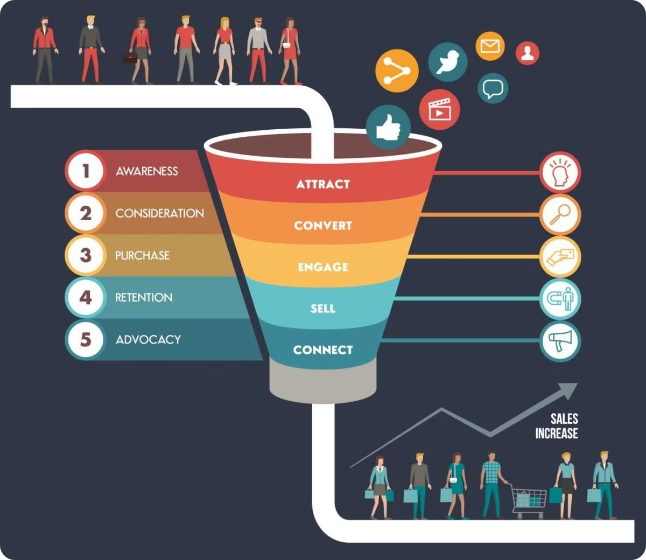 1 AWARENESS
ATTRACT
2 CONSIDERATION
CONVERT
3 PURCHASE
ENGAGE
4 RETENTION
SELL
5 ADVOCACY
CONNECT
SALES
INCREASE